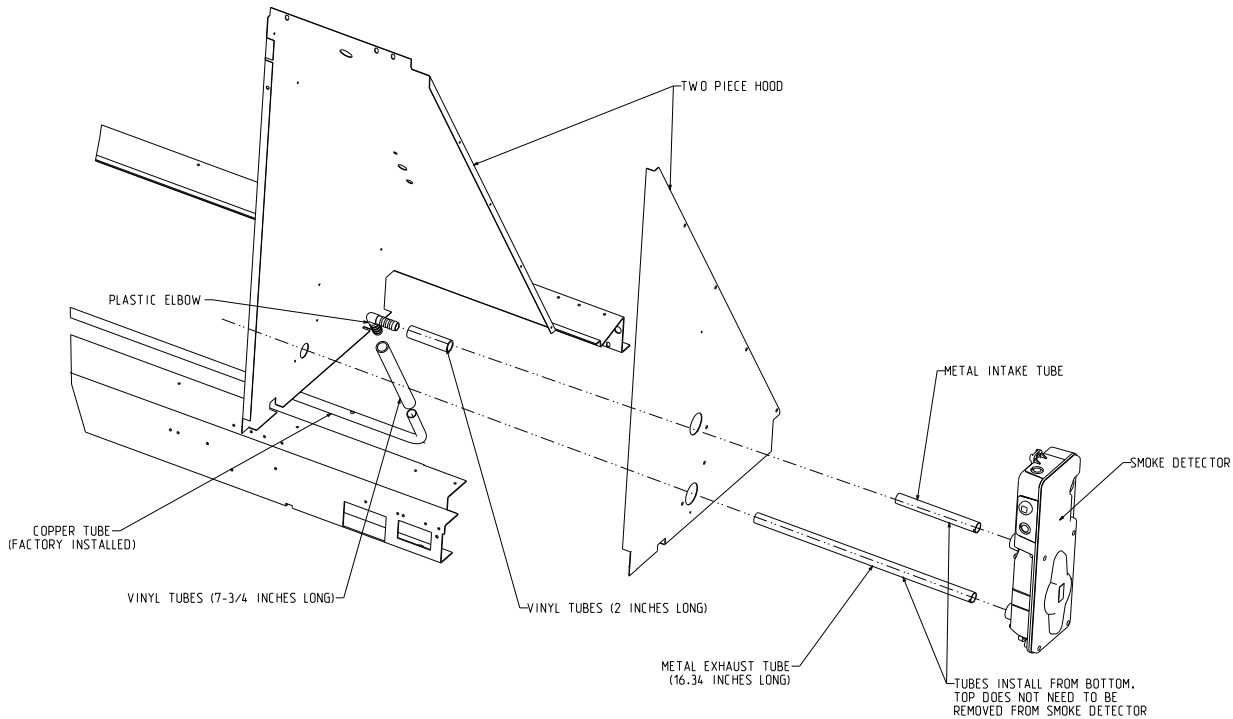 TWO PIECE HOOD
PLASTIC ELBOW
METAL INTAKE TUBE
SMOKE DETECTOR
COPPER TUBE
(FACTORY INSTALLED)
VINYL TUBES (7-3/4 INCHES LONG)
VINYL TUBES (2 INCHES LONG)
METAL EXHAUST TUBE
(16.34 INCHES LONG)
TUBES INSTALL FROM BOTTOM.
TOP DOES NOT NEED TO BE
REMOVED FROM SMOKE DETECTOR